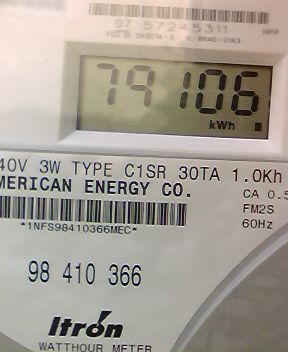 07 57245311
79106
kWh
40V 3W TYPE C1SR 30TA 1.0Kh
MERICAN ENERGY CO.
CA 0.5
FM2S
60Hz
*1NFS98410366MEC*
98 410 366
Itrón
WATTHOUR METER